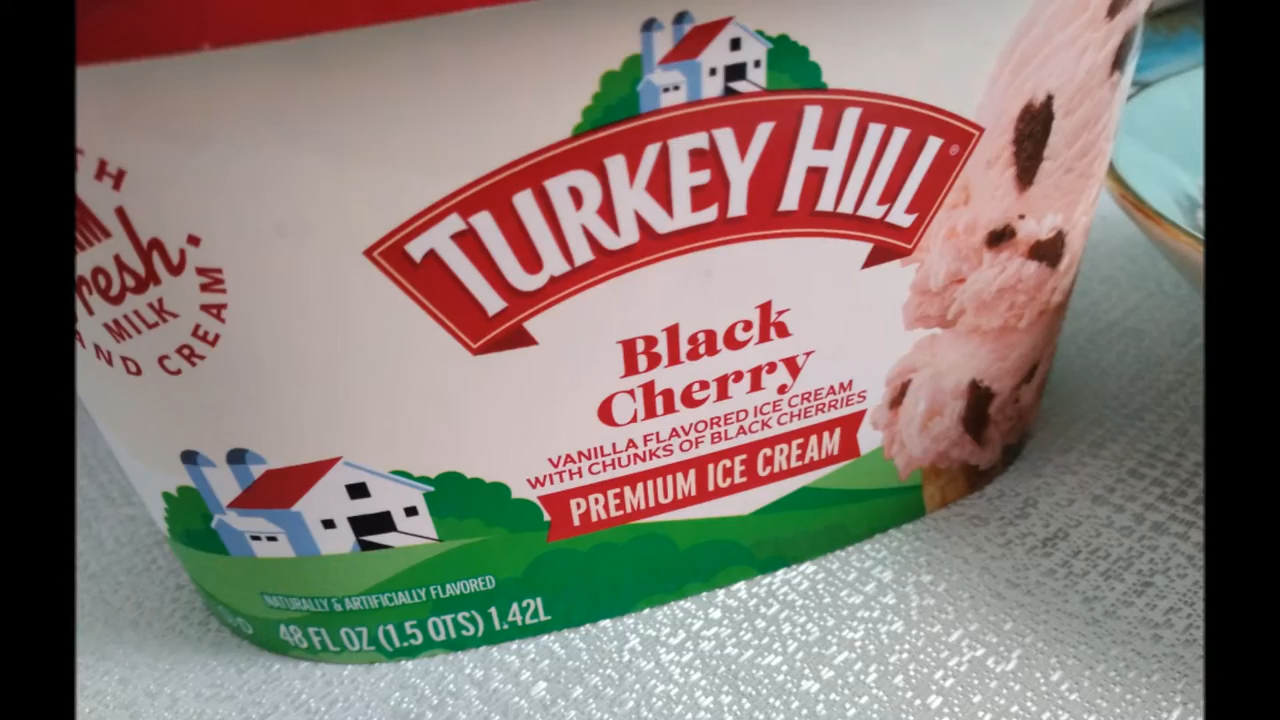 resh.
MILK
AND CREAM
TURKEY HILL®
Black
Cherry
VANILLA FLAVORED ICE CREAM
WITH CHUNKS OF BLACK CHERRIES
PREMIUM ICE CREAM
NATURALLY & ARTIFICIALLY FLAVORED
48 FL OZ (1.5 QTS) 1.42L